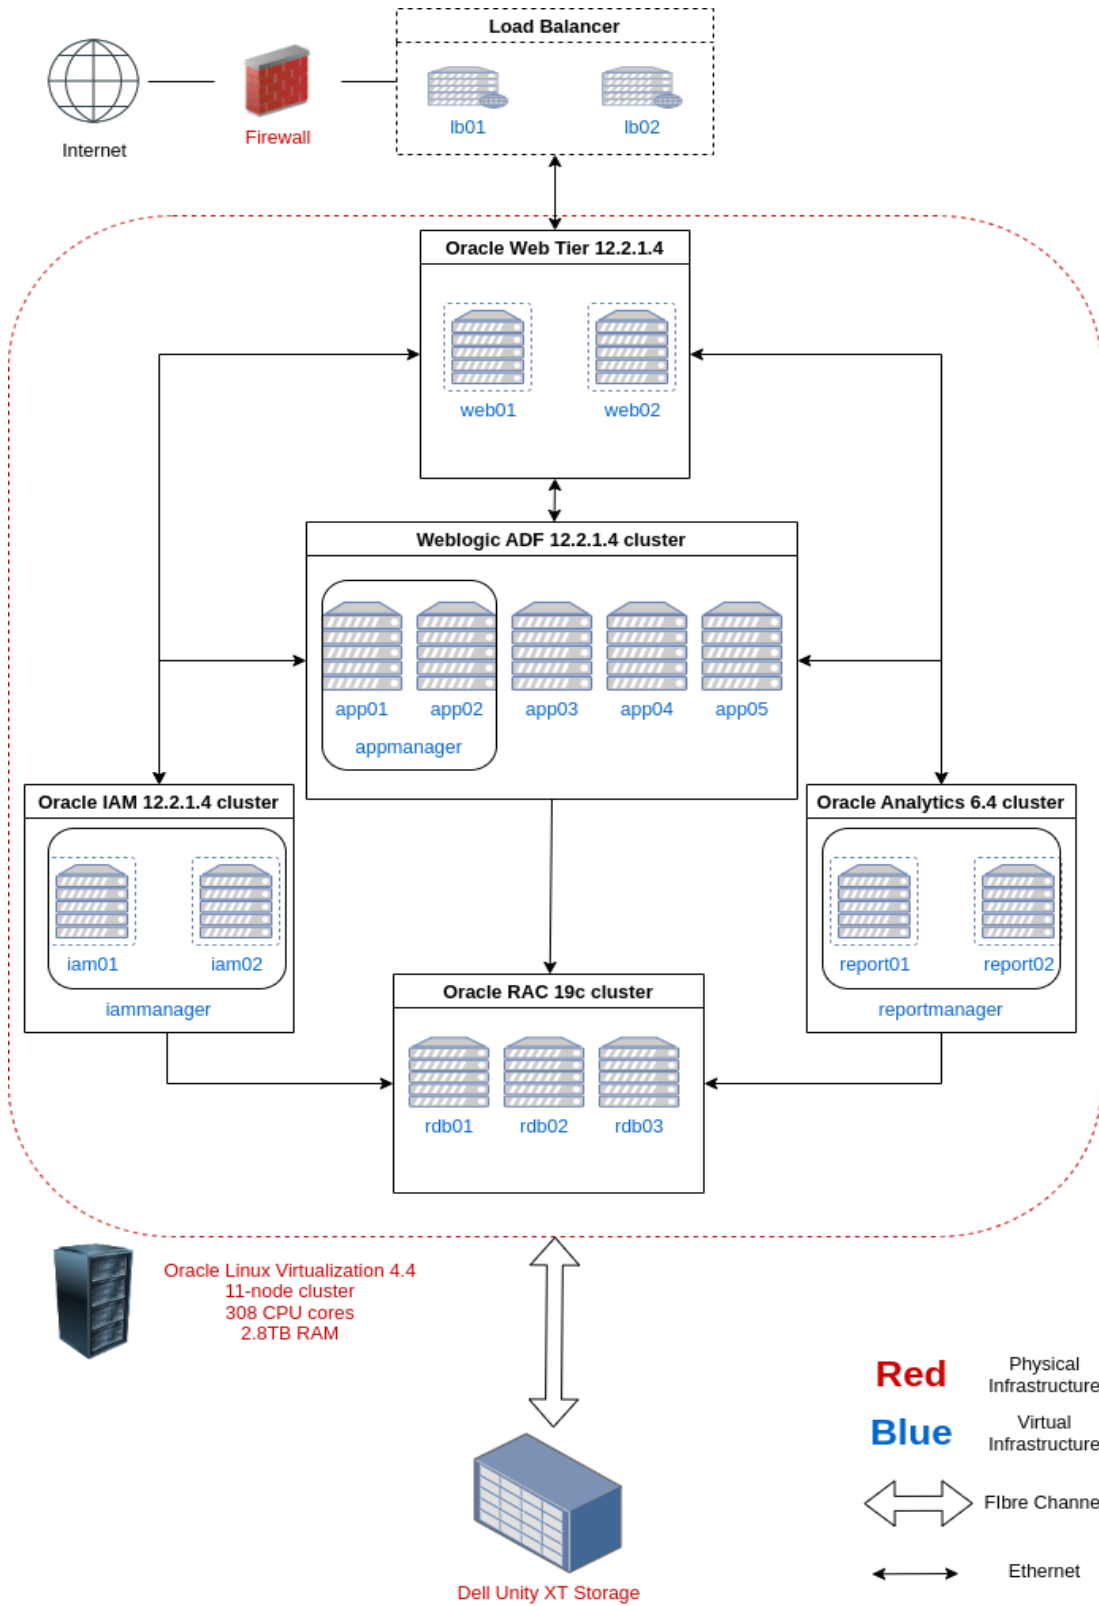 Load Balancer
lb01
lb02
Internet
Firewall
Oracle Web Tier 12.2.1.4
web01
web02
Weblogic ADF 12.2.1.4 cluster
app01
app02
app03
app04
app05
appmanager
Oracle IAM 12.2.1.4 cluster
iam01
iam02
iammanager
Oracle Analytics 6.4 cluster
report01
report02
reportmanager
Oracle RAC 19c cluster
rdb01
rdb02
rdb03
Oracle Linux Virtualization 4.4
11-node cluster
308 CPU cores
2.8TB RAM
Dell Unity XT Storage
Red
Physical
Infrastructure
Blue
Virtual
Infrastructure
FIbre Channe
Ethernet